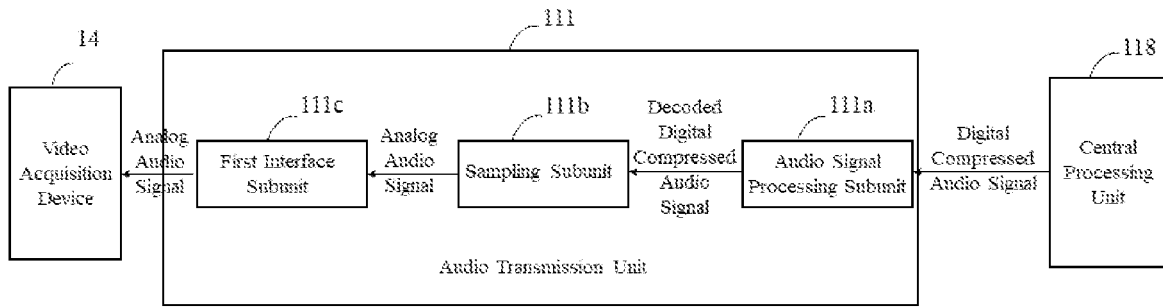 111
14
118
111c
111b
111a
Video
Acquisition
Device
Analog
Audio
Signal
First Interface
Subunit
Analog
Audio
Signal
Sampling Subunit
Decoded
Digital
Compressed
Audio
Signal
Audio Signal
Processing Subunit
Digital
Compressed
Audio Signal
Central
Processing
Unit
Audio Transmission Unit